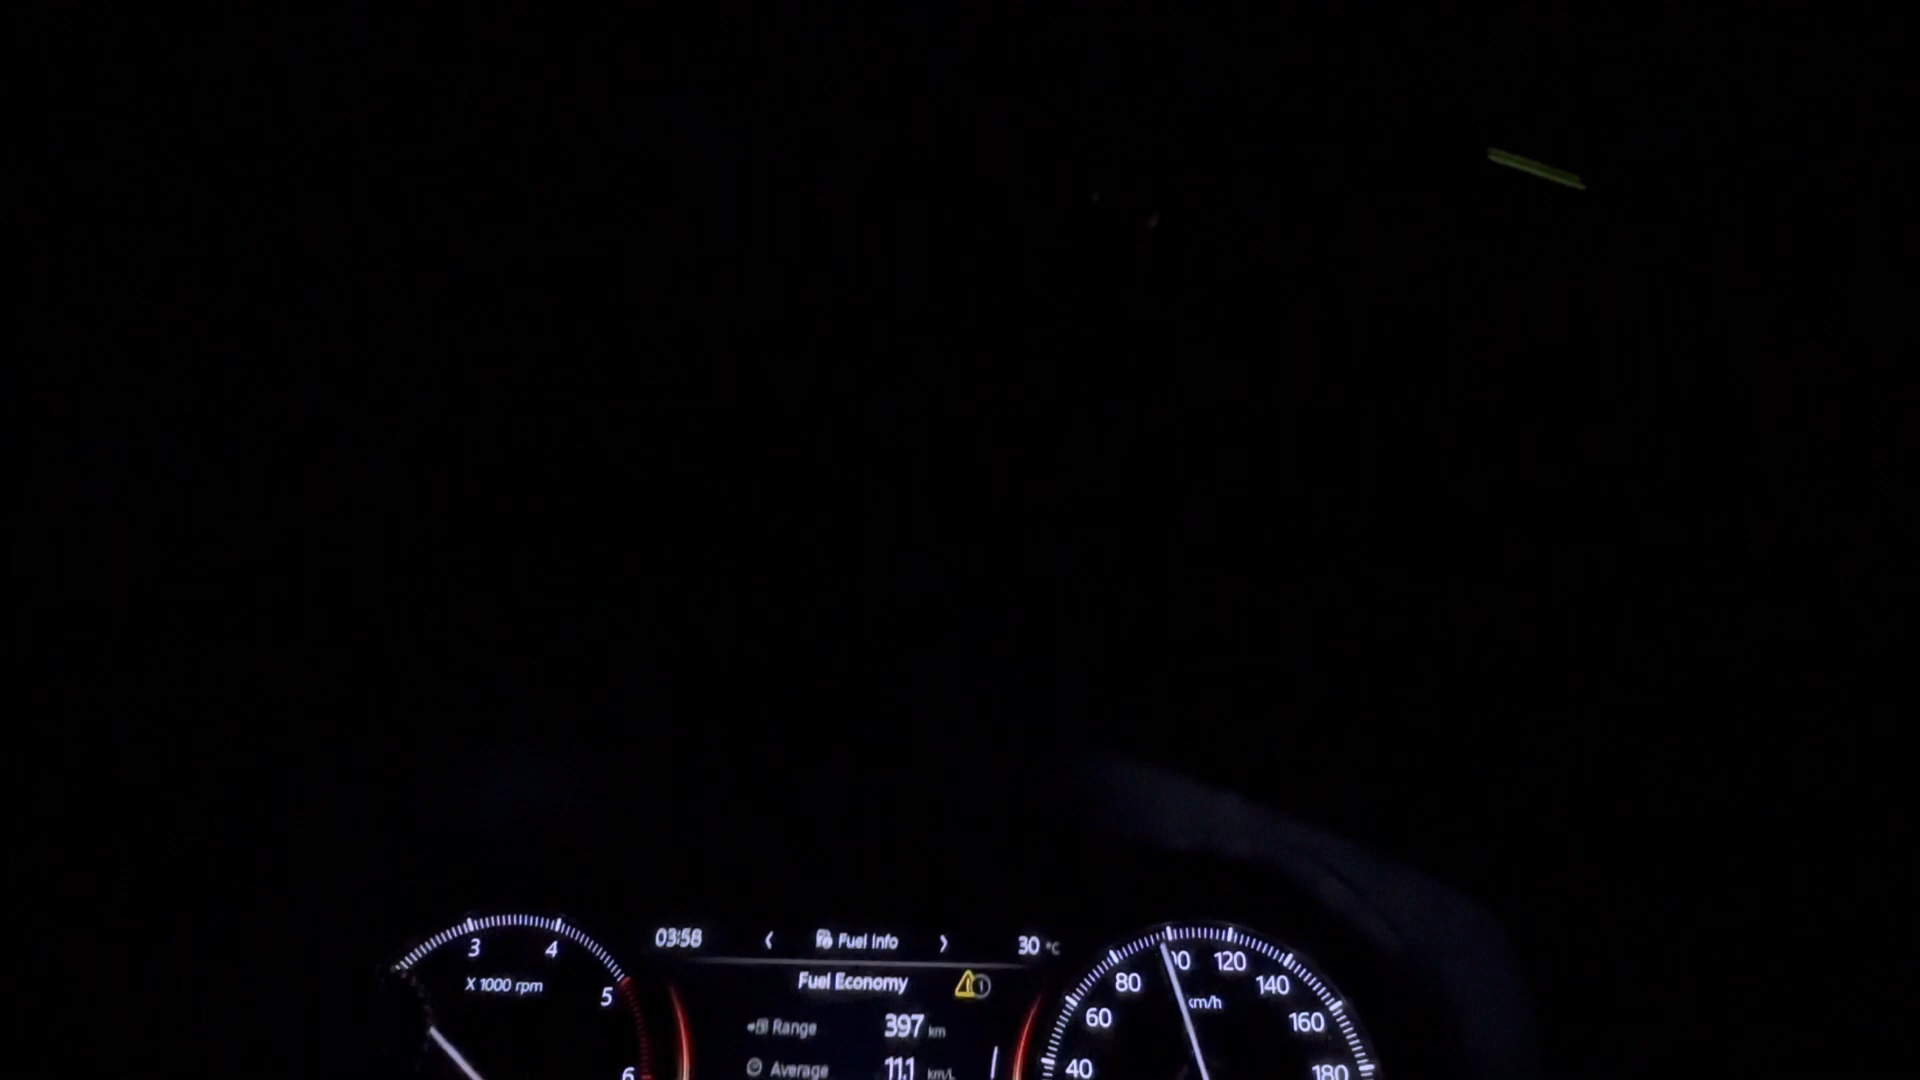 03:58 < Fuel Info > 30 °C
Fuel Economy 1
Range 397 km
Average 11.1 km/L
3 4 5 6
X 1000 rpm
40 60 80 120 140 160 180
km/h